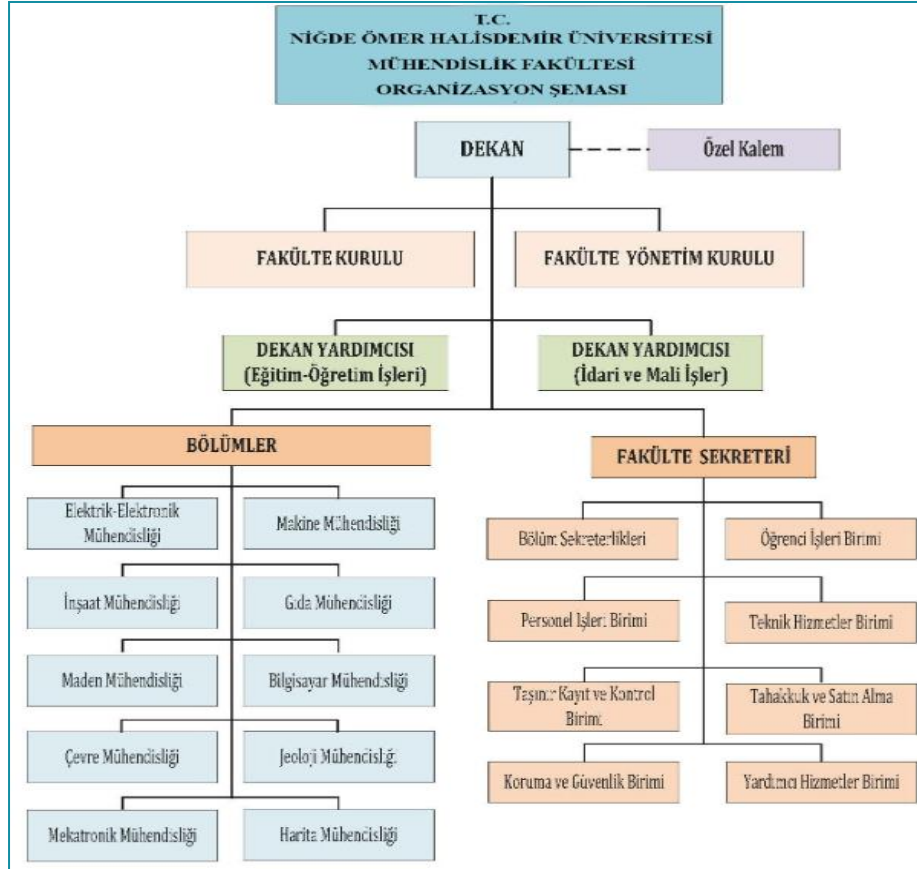 T.C.
NİĞDE ÖMER HALİSDEMİR ÜNİVERSİTESİ
MÜHENDİSLİK FAKÜLTESİ
ORGANİZASYON ŞEMASI
DEKAN
Özel Kalem
FAKÜLTE KURULU
FAKÜLTE YÖNETİM KURULU
DEKAN YARDIMCISI
(Eğitim-Öğretim İşleri)
DEKAN YARDIMCISI
(İdari ve Mali İşler)
BÖLÜMLER
FAKÜLTE SEKRETERİ
Elektrik-Elektronik
Mühendisliği
Makine Mühendisliği
İnşaat Mühendisliği
Gıda Mühendisliği
Maden Mühendisliği
Bilgisayar Mühendisliği
Çevre Mühendisliği
Jeoloji Mühendisliği
Mekatronik Mühendisliği
Harita Mühendisliği
Bölüm Sekreterlikleri
Öğrenci İşleri Birimi
Personel İşleri Birimi
Teknik Hizmetler Birimi
Taşınır Kayıt ve Kontrol
Birimi
Tahakkuk ve Satın Alma
Birimi
Koruma ve Güvenlik Birimi
Yardımcı Hizmetler Birimi